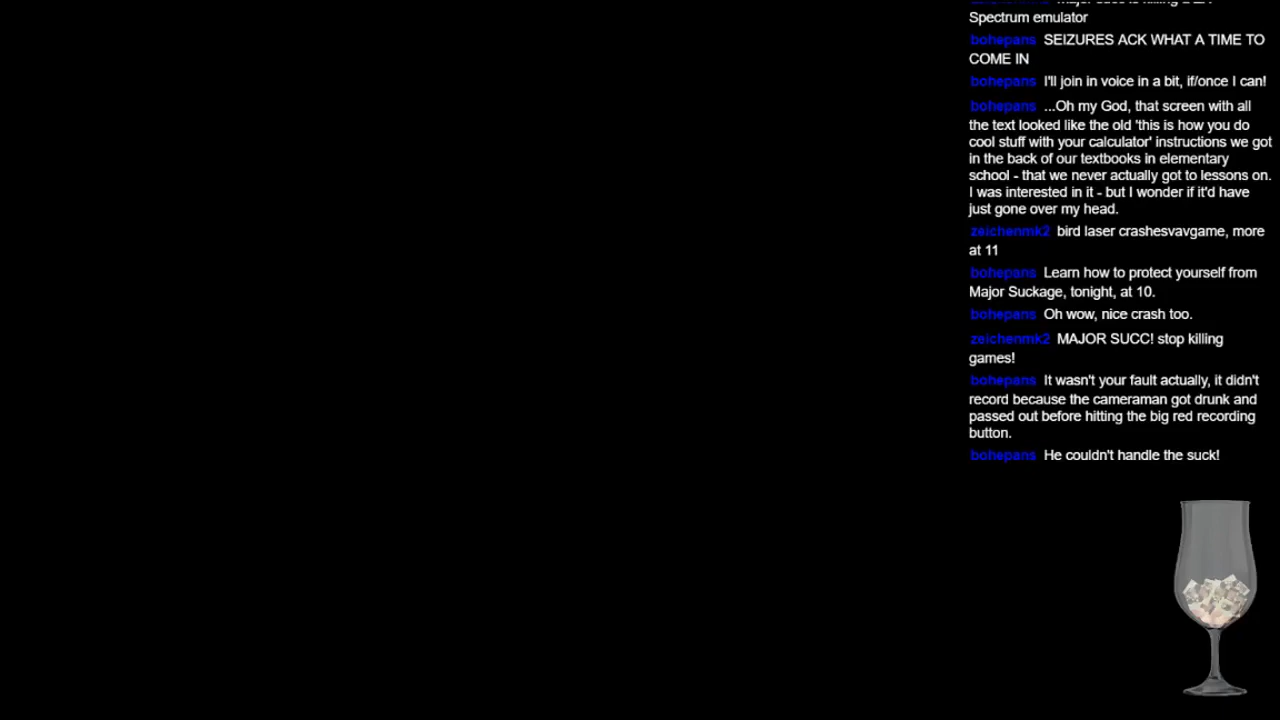 Spectrum emulator
bohepans SEIZURES ACK WHAT A TIME TO
COME IN
bohepans I'll join in voice in a bit, if/once I can!
bohepans ...Oh my God, that screen with all
the text looked like the old 'this is how you do
cool stuff with your calculator' instructions we got
in the back of our textbooks in elementary
school - that we never actually got to lessons on.
I was interested in it - but I wonder if it'd have
just gone over my head.
zeichenmk2 bird laser crashesvavgame, more
at 11
bohepans Learn how to protect yourself from
Major Suckage, tonight, at 10.
bohepans Oh wow, nice crash too.
zeichenmk2 MAJOR SUCC! stop killing
games!
bohepans It wasn't your fault actually, it didn't
record because the cameraman got drunk and
passed out before hitting the big red recording
button.
bohepans He couldn't handle the suck!